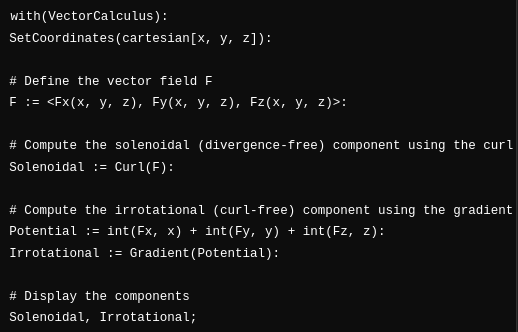 with(VectorCalculus):
SetCoordinates(cartesian[x, y, z]):
# Define the vector field F
F := <Fx(x, y, z), Fy(x, y, z), Fz(x, y, z)>:
# Compute the solenoidal (divergence-free) component using the curl
Solenoidal := Curl(F):
# Compute the irrotational (curl-free) component using the gradient
Potential := int(Fx, x) + int(Fy, y) + int(Fz, z):
Irrotational := Gradient(Potential):
# Display the components
Solenoidal, Irrotational;